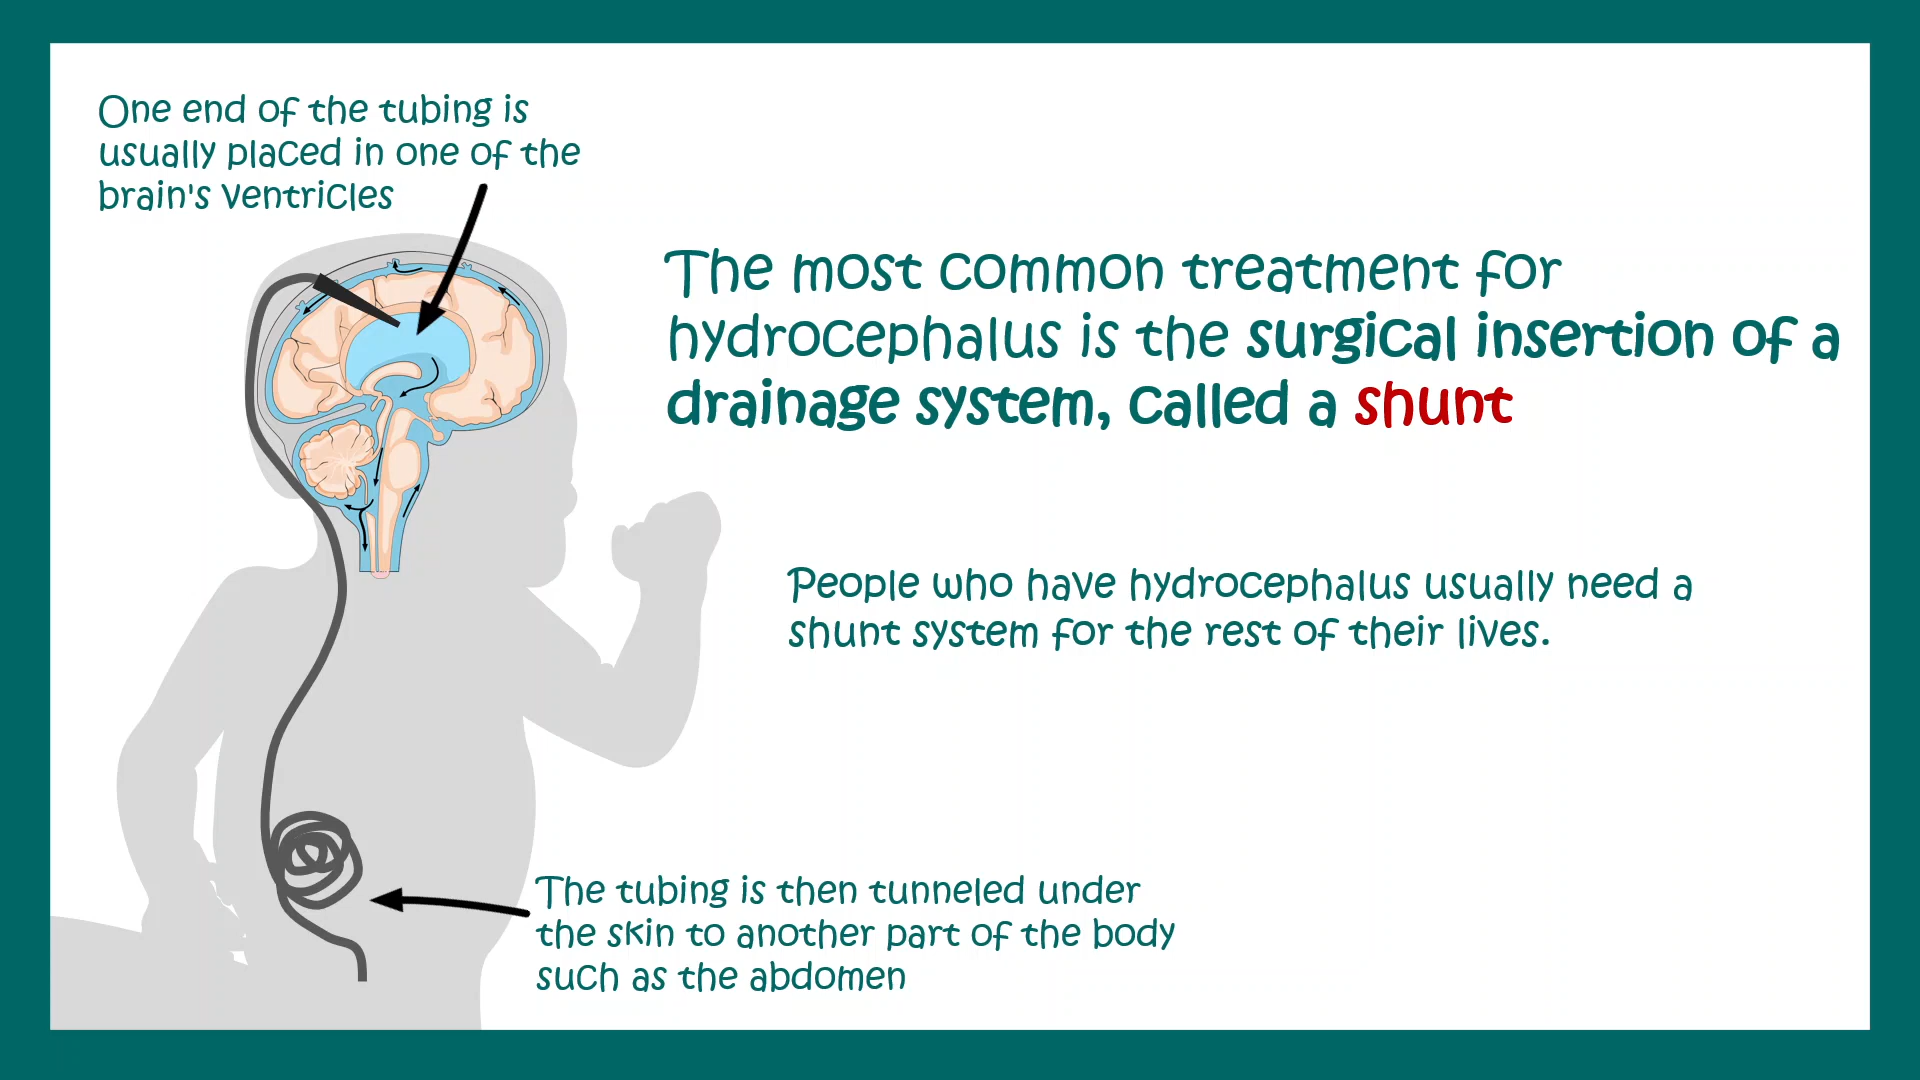 One end of the tubing is
usually placed in one of the
brain's ventricles
The most common treatment for
hydrocephalus is the surgical insertion of a
drainage system, called a shunt
People who have hydrocephalus usually need a
shunt system for the rest of their lives.
The tubing is then tunneled under
the skin to another part of the body
such as the abdomen